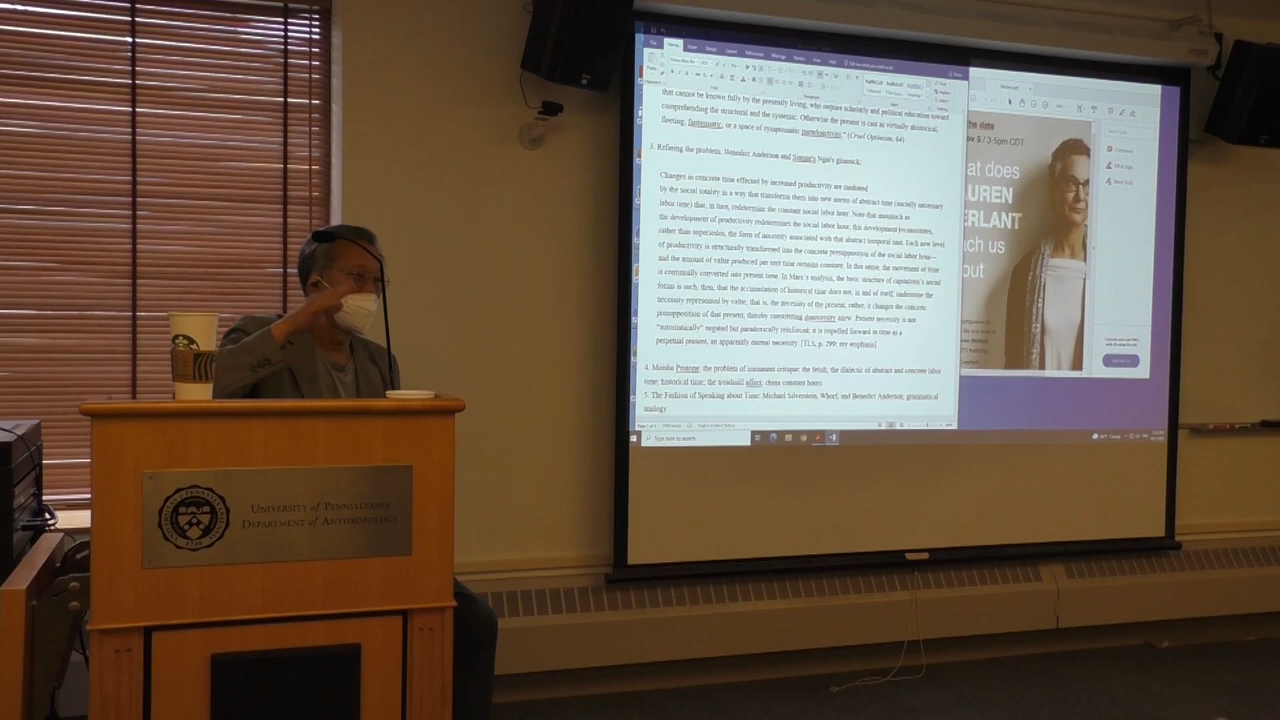 that cannot be known fully by the presently living, who require scholarly and political education toward
comprehending the structural and the systemic. Otherwise the present is cast as virtually ahistorical,
fleeting, fantasmatic, or a space of symptomatic pseudoactivity." (Cruel Optimism, 64)
3. Refining the problem: Benedict Anderson and Sianne's Ngai's gimmick:
Changes in concrete time effected by increased productivity are mediated
by the social totality in a way that transforms them into new norms of abstract time (socially necessary
labor time) that, in turn, redetermine the constant social labor hour. Note that inasmuch as
the development of productivity redetermines the social labor hour, this development reconstitutes,
rather than supersedes, the form of necessity associated with that abstract temporal unit. Each new level
of productivity is structurally transformed into the concrete presupposition of the social labor hour—
and the amount of value produced per unit time remains constant. In this sense, the movement of time
is continually converted into present time. In Marx's analysis, the basic structure of capitalism's social
forms is such, then, that the accumulation of historical time does not, in and of itself, undermine the
necessity represented by value, that is, the necessity of the present; rather, it changes the concrete
presupposition of that present, thereby constituting its necessity anew. Present necessity is not
"automatically" negated but paradoxically reinforced; it is impelled forward in time as a
perpetual present, an apparently eternal necessity. [TLS, p. 299; my emphasis]
4. Moishe Postone: the problem of immanent critique; the fetish; the dialectic of abstract and concrete labor
time; historical time; the treadmill affect; china constant hours
5. The Fashion of Speaking about Time: Michael Silverstein, Whorf, and Benedict Anderson; grammatical
analogy
Type here to search
he date
ov 5 / 3-5pm CDT
at does
AUREN
ERLANT
ch us
out
UNIVERSITY of PENNSYLVANIA
DEPARTMENT of ANTHROPOLOGY